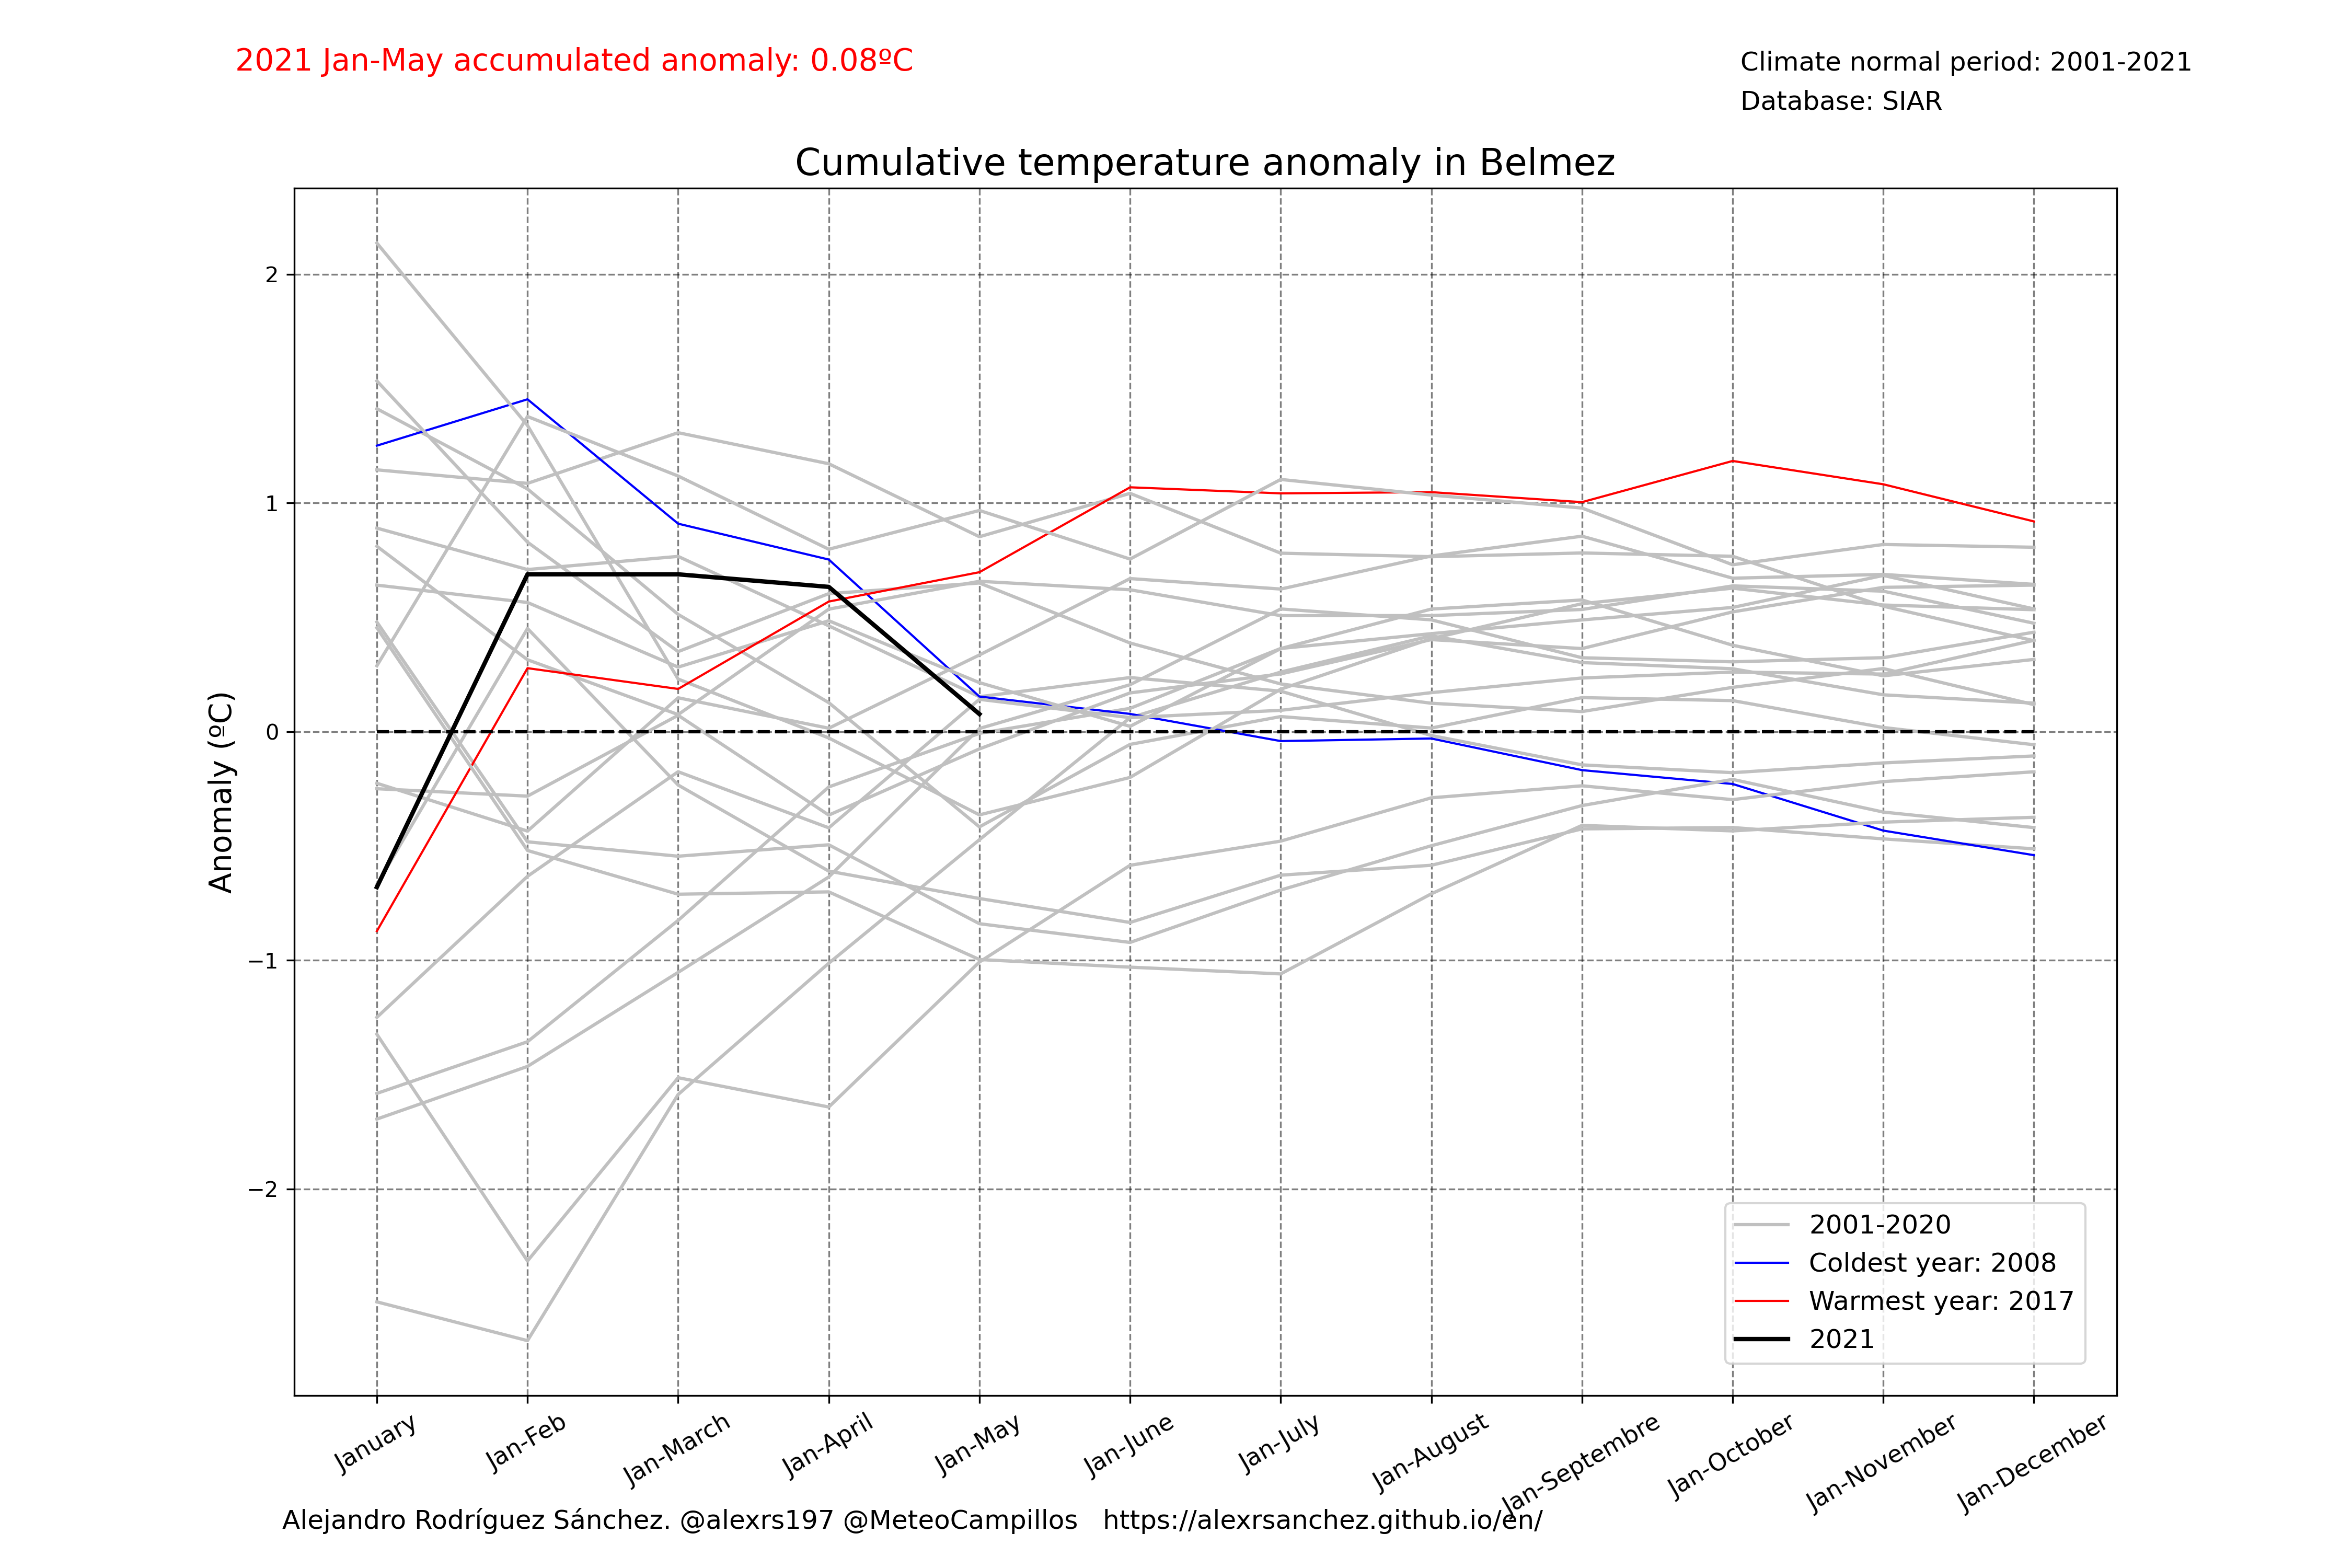 2021 Jan-May accumulated anomaly: 0.08ºC
Climate normal period: 2001-2021
Database: SIAR
Cumulative temperature anomaly in Belmez
Anomaly (ºC)
2
1
0
−1
−2
2001-2020
Coldest year: 2008
Warmest year: 2017
2021
January
Jan-Feb
Jan-March
Jan-April
Jan-May
Jan-June
Jan-July
Jan-August
Jan-Septembre
Jan-October
Jan-November
Jan-December
Alejandro Rodríguez Sánchez. @alexrs197 @MeteoCampillos   https://alexrsanchez.github.io/en/